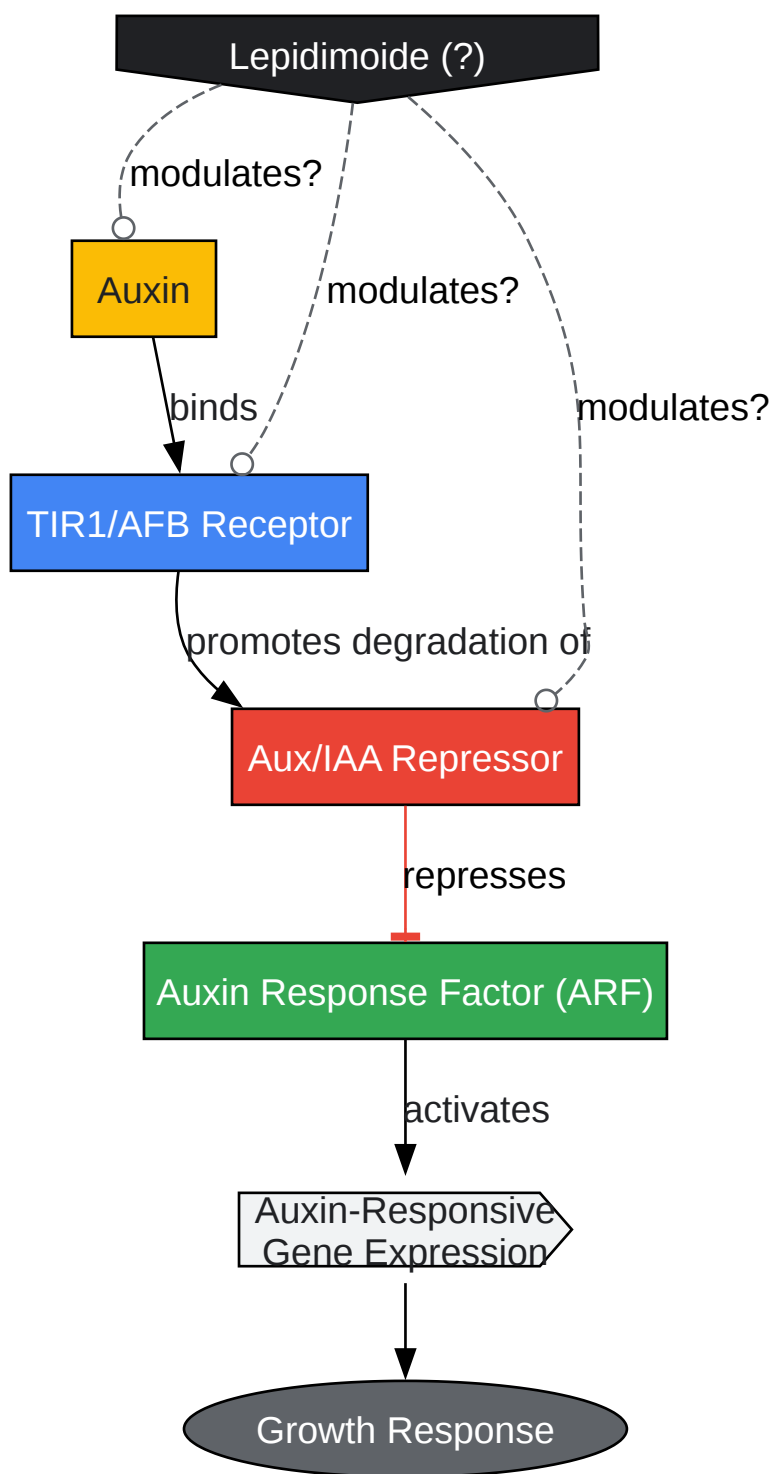 Lepidimoide (?)
modulates?
Auxin
modulates?
binds
modulates?
TIR1/AFB Receptor
promotes degradation of
Aux/IAA Repressor
represses
Auxin Response Factor (ARF)
activates
Auxin-Responsive
Gene Expression
Growth Response